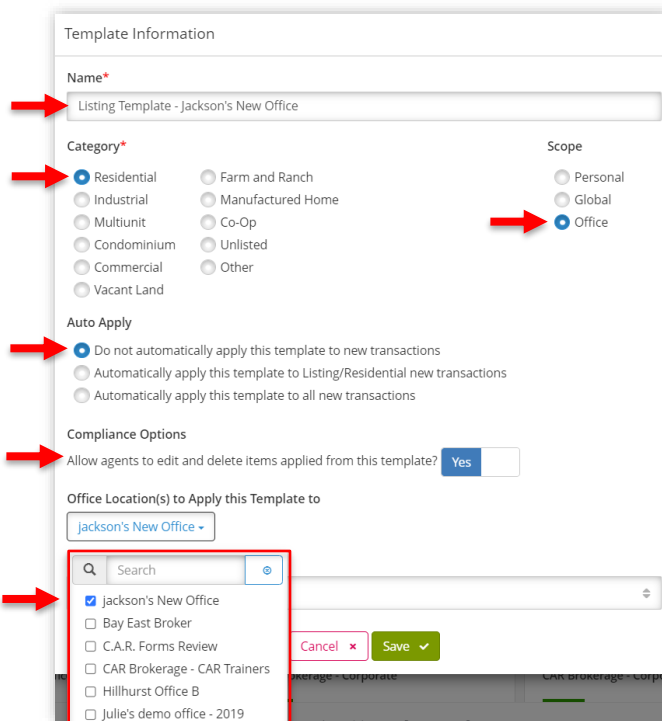 Template Information
Name*
Listing Template - Jackson's New Office
Category*
Scope
Residential
Farm and Ranch
Personal
Industrial
Manufactured Home
Global
Multiunit
Co-Op
Office
Condominium
Unlisted
Commercial
Other
Vacant Land
Auto Apply
Do not automatically apply this template to new transactions
Automatically apply this template to Listing/Residential new transactions
Automatically apply this template to all new transactions
Compliance Options
Allow agents to edit and delete items applied from this template? Yes
Office Location(s) to Apply this Template to
jackson's New Office
Search
jackson's New Office
Bay East Broker
C.A.R. Forms Review
Cancel × Save
CAR Brokerage - CAR Trainers
- Corporate
CAR Brokerage -
Hillhurst Office B
Julie's demo office - 2019